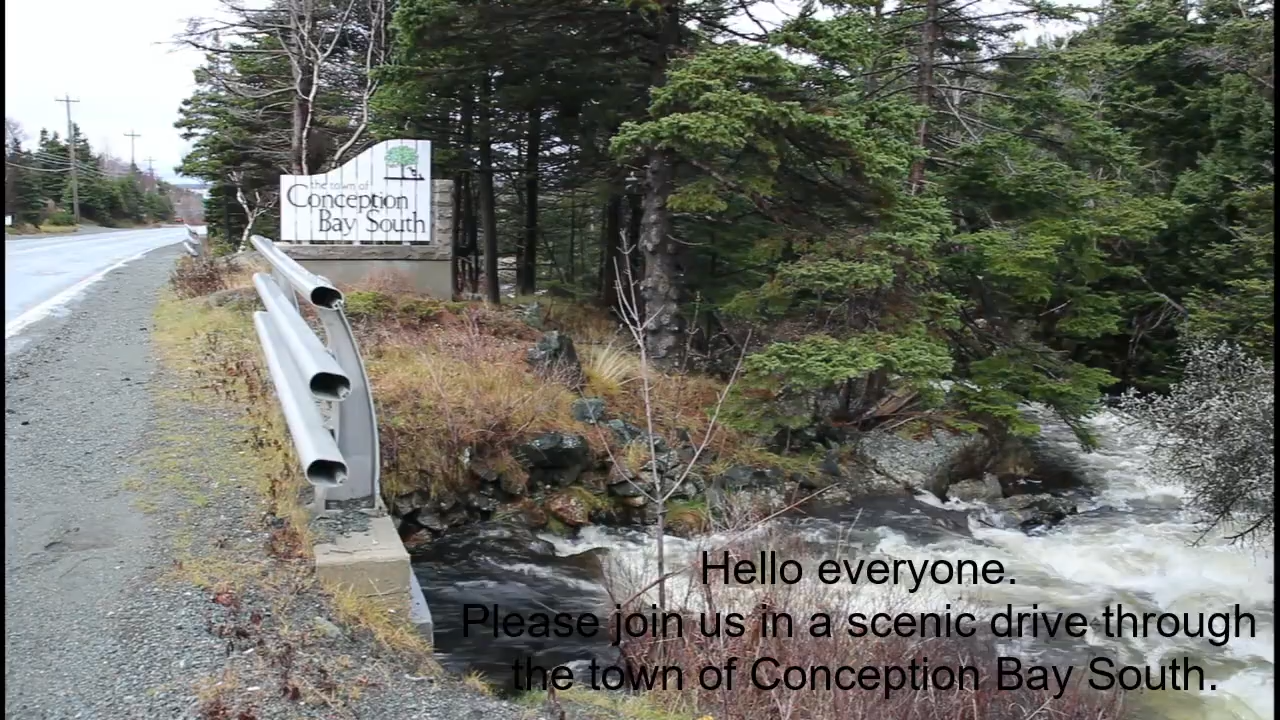 the town of
Conception
Bay South
Hello everyone.
Please join us in a scenic drive through
the town of Conception Bay South.